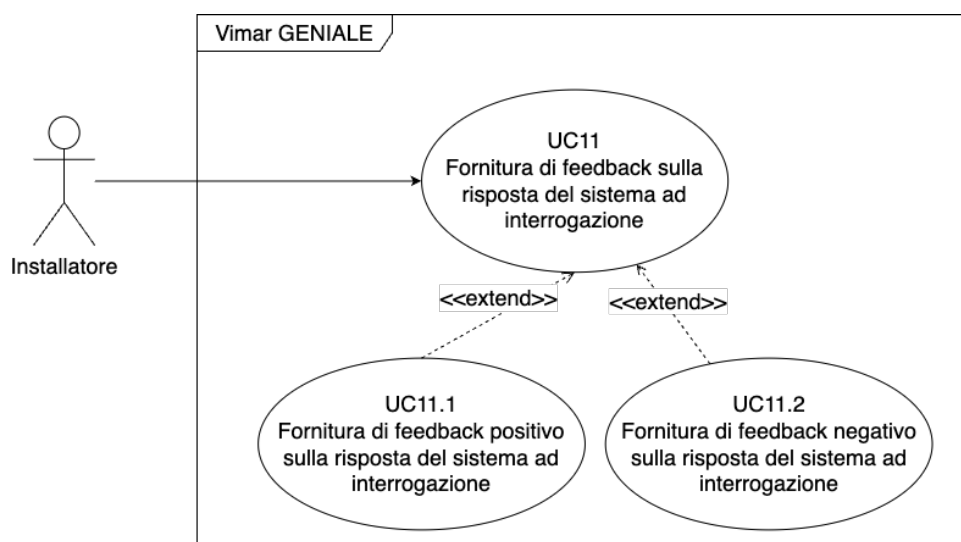 Vimar GENIALE
UC11
Fornitura di feedback sulla
risposta del sistema ad
interrogazione
Installatore
<<extend>>
<<extend>>
UC11.1
Fornitura di feedback positivo
sulla risposta del sistema ad
interrogazione
UC11.2
Fornitura di feedback negativo
sulla risposta del sistema ad
interrogazione